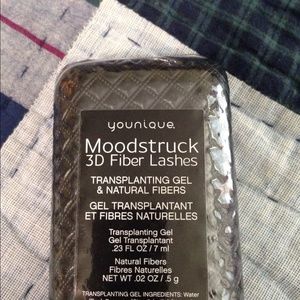 younique.
Moodstruck
3D Fiber Lashes
TRANSPLANTING GEL
& NATURAL FIBERS
GEL TRANSPLANTANT
ET FIBRES NATURELLES
Transplanting Gel
Gel Transplantant
.23 FL OZ / 7 ml
Natural Fibers
Fibres Naturelles
NET WT .02 OZ / .5 g
TRANSPLANTING GEL INGREDIENTS: Water